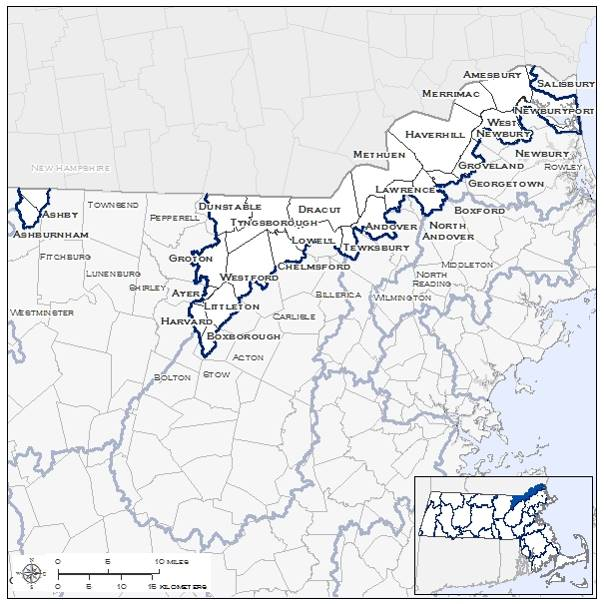 AMESBURY
SALISBURY
MERRIMAC
NEWBURYPORT
WEST
NEWBURY
HAVERHILL
METHUEN
NEWBURY
GROVELAND
ROWLEY
NEW HAMPSHIRE
GEORGETOWN
LAWRENCE
TOWNSEND
DUNSTABLE
DRACUT
BOXFORD
ASHBY
PEPPERELL
TYNGSBOROUGH
ANDOVER
NORTH
ANDOVER
ASHBURNHAM
LOWELL
TEWKSBURY
FITCHBURG
GROTON
CHELMSFORD
MIDDLETON
LUNENBURG
WESTFORD
NORTH
READING
SHIRLEY
AYER
BILLERICA
WILMINGTON
LITTLETON
WESTMINSTER
HARVARD
CARLISLE
BOXBOROUGH
ACTON
BOLTON
STOW
N
W
E
S
0 5 10 MILES
0 5 10 15 KILOMETERS